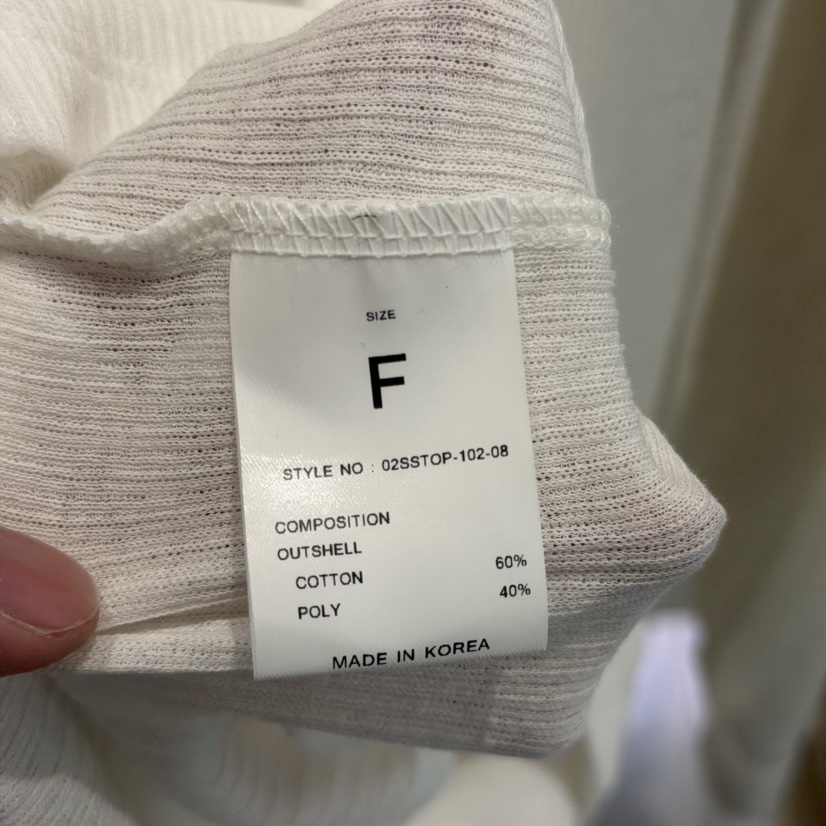 SIZE
F
STYLE NO : 02SSTOP-102-08
COMPOSITION
OUTSHELL
COTTON 60%
POLY 40%
MADE IN KOREA